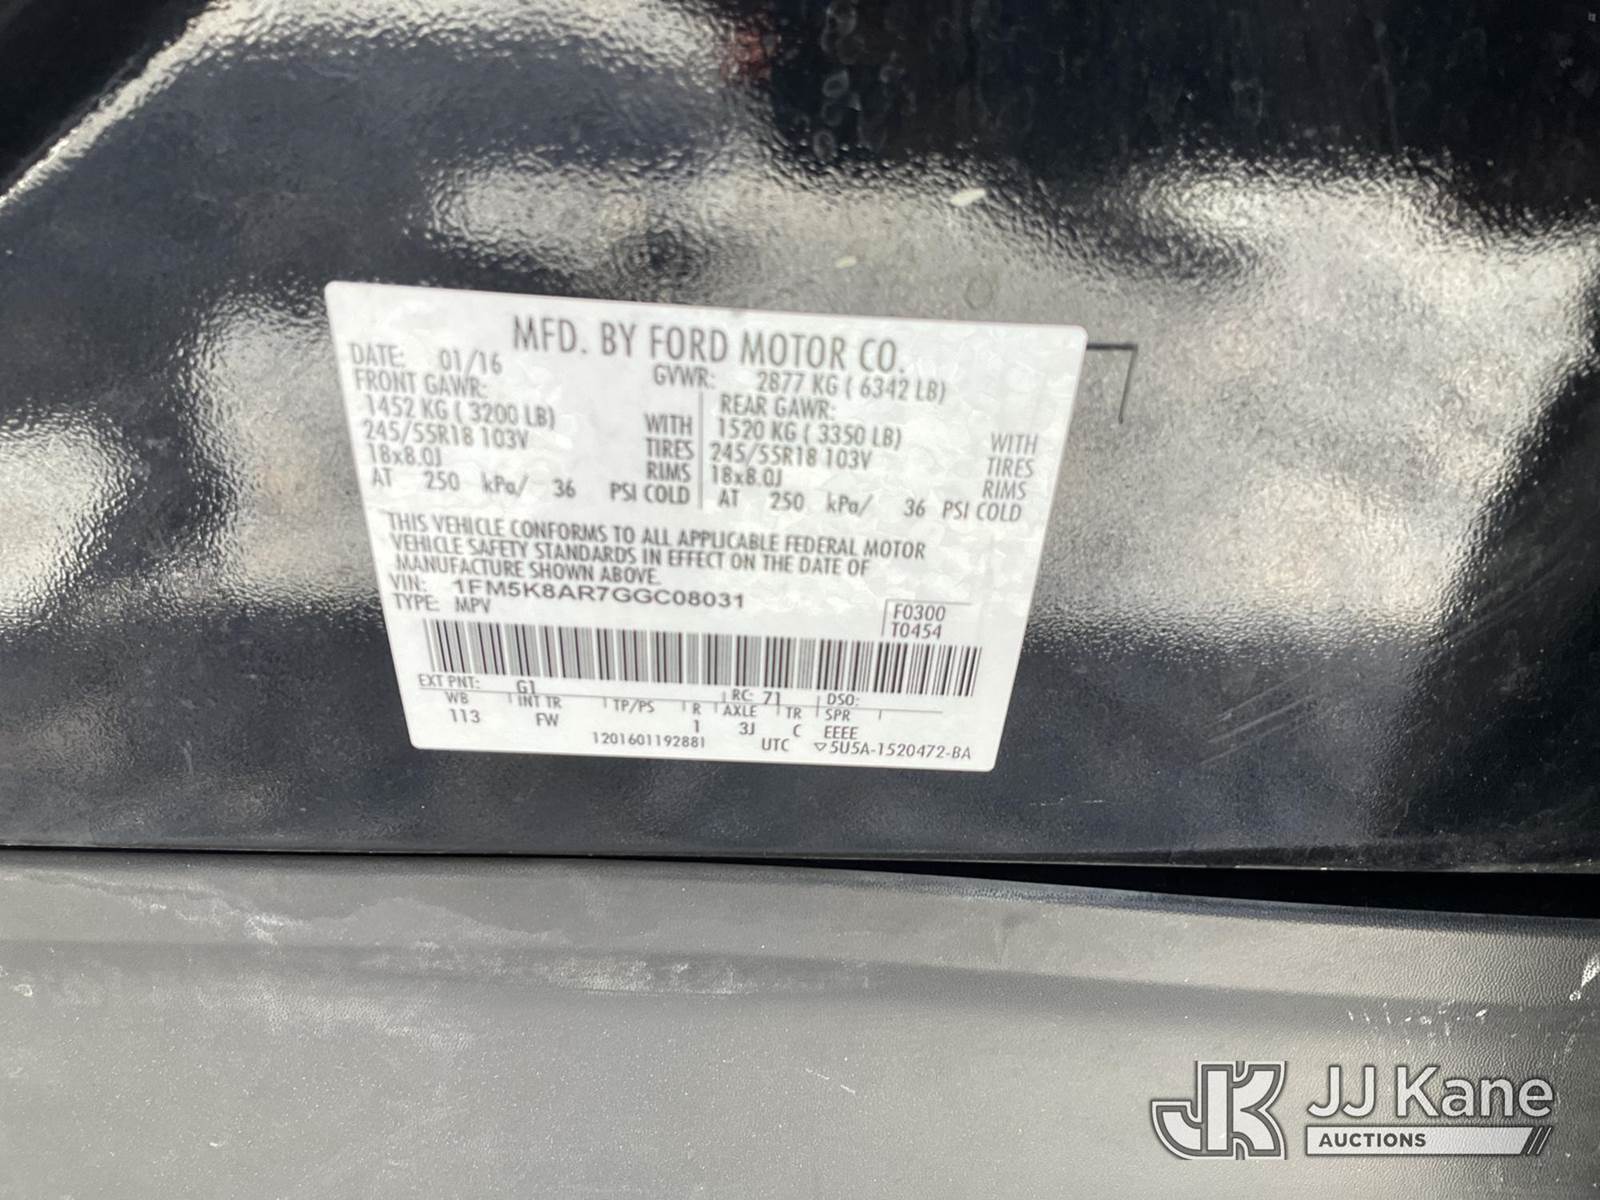 MFD. BY FORD MOTOR CO.
DATE: 01/16 GVWR: 2877 KG ( 6342 LB)
FRONT GAWR: REAR GAWR:
1452 KG ( 3200 LB) WITH 1520 KG ( 3350 LB) WITH
245/55R18 103V TIRES 245/55R18 103V TIRES
18x8.0J RIMS 18x8.0J RIMS
AT 250 kPa/ 36 PSI COLD AT 250 kPa/ 36 PSI COLD
THIS VEHICLE CONFORMS TO ALL APPLICABLE FEDERAL MOTOR
VEHICLE SAFETY STANDARDS IN EFFECT ON THE DATE OF
MANUFACTURE SHOWN ABOVE.
VIN: 1FM5K8AR7GGC08031
TYPE: MPV F0300
T0454
EXT PNT: G1 RC: 71 DSO:
WB INT TR TP/PS R AXLE TR SPR
113 FW 1 3J C EEEE
1201601192881 UTC ▽5U5A-1520472-BA
JK JJ Kane
AUCTIONS